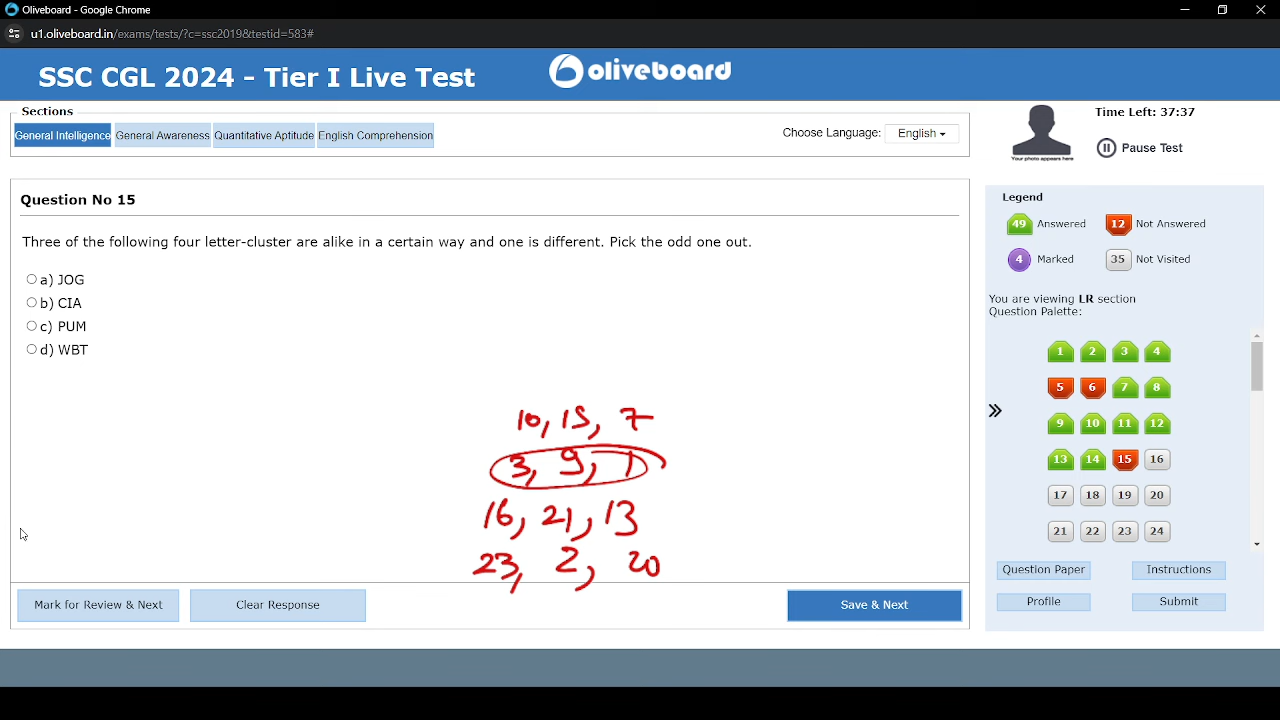 Oliveboard - Google Chrome
u1.oliveboard.in/exams/tests/?c=ssc2019&testid=583#
SSC CGL 2024 - Tier I Live Test
oliveboard
Sections
General Intelligence General Awareness Quantitative Aptitude English Comprehension
Choose Language: English
Your photo appears here
Time Left: 37:37
Pause Test
Question No 15
Three of the following four letter-cluster are alike in a certain way and one is different. Pick the odd one out.
a) JOG
b) CIA
c) PUM
d) WBT
10, 15, 7
3, 9, 1
16, 21, 13
23, 2, 20
Mark for Review & Next
Clear Response
Save & Next
Legend
49 Answered
12 Not Answered
4 Marked
35 Not Visited
You are viewing LR section
Question Palette:
1 2 3 4
5 6 7 8
9 10 11 12
13 14 15 16
17 18 19 20
21 22 23 24
Question Paper
Instructions
Profile
Submit